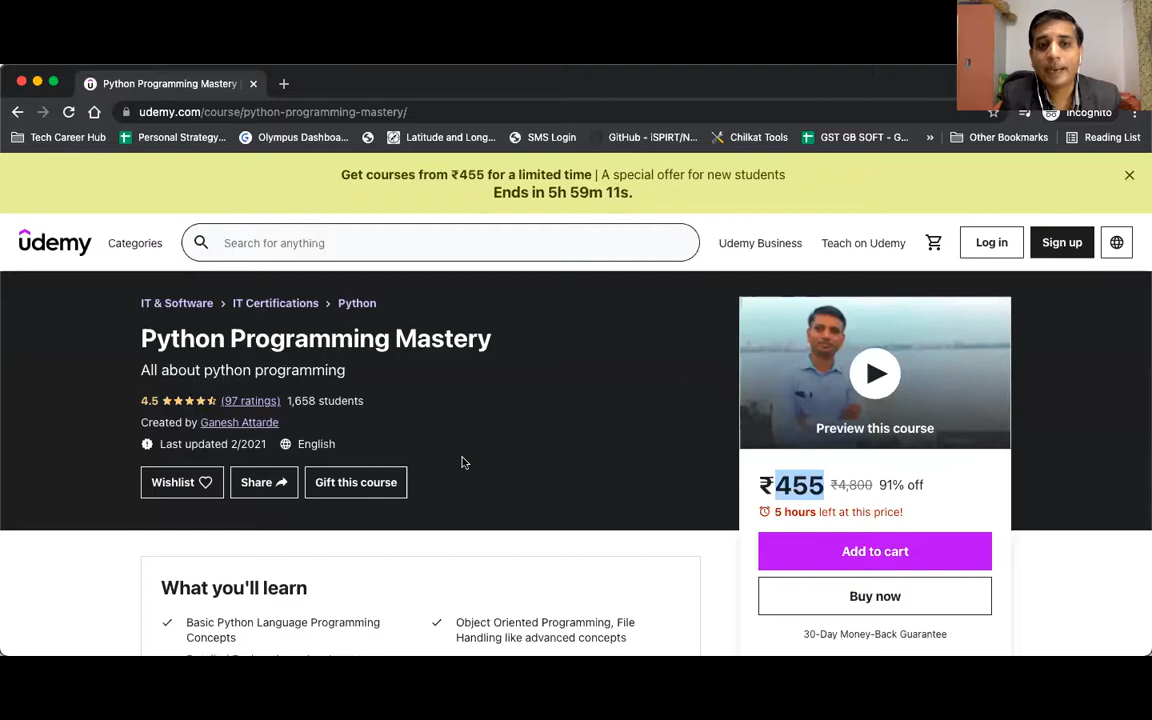 Python Programming Mastery
udemy.com/course/python-programming-mastery/
Incognito
Tech Career Hub Personal Strategy... Olympus Dashboa... Latitude and Long... SMS Login GitHub - iSPIRT/N... Chilkat Tools GST GB SOFT - G... » Other Bookmarks Reading List
Get courses from ₹455 for a limited time | A special offer for new students
Ends in 5h 59m 11s.
udemy Categories Search for anything Udemy Business Teach on Udemy Log in Sign up
IT & Software > IT Certifications > Python
Python Programming Mastery
All about python programming
4.5 (97 ratings) 1,658 students
Created by Ganesh Attarde
Last updated 2/2021 English
Wishlist Share Gift this course
Preview this course
₹455 ₹4,800 91% off
5 hours left at this price!
Add to cart
Buy now
30-Day Money-Back Guarantee
What you'll learn
Basic Python Language Programming
Concepts
Object Oriented Programming, File
Handling like advanced concepts